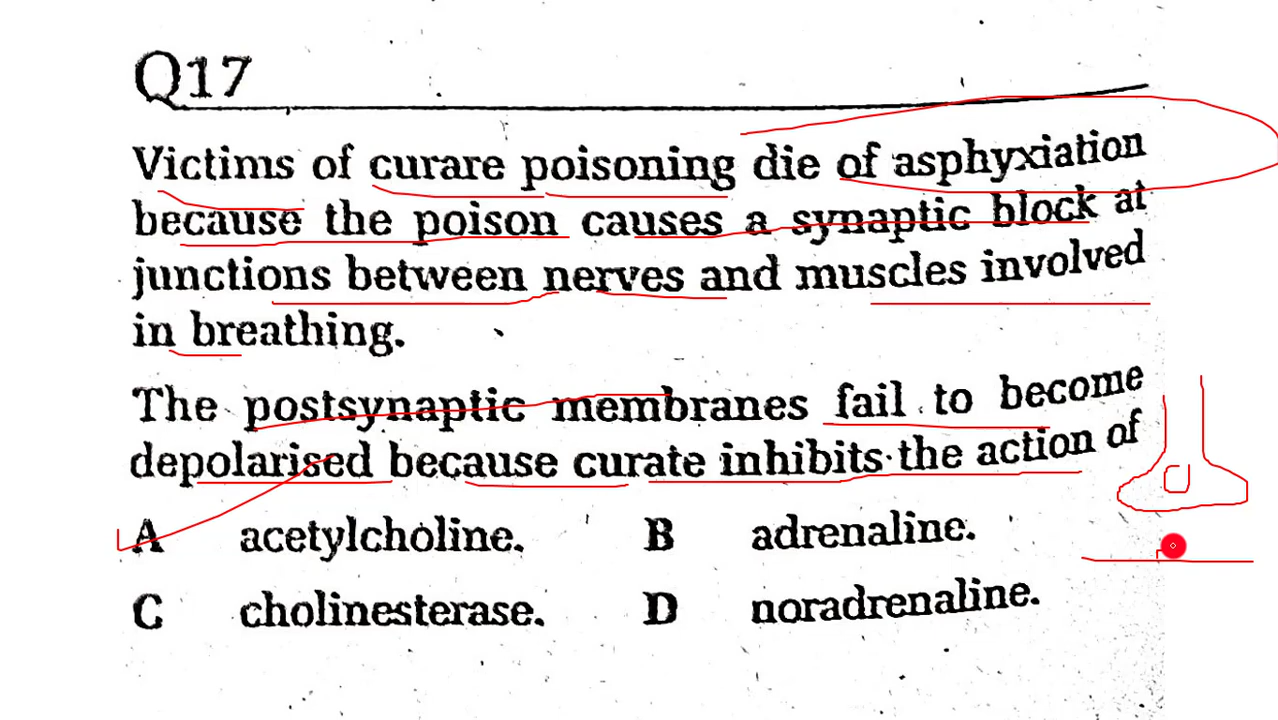 Q17
Victims of curare poisoning die of asphyxiation
because the poison causes a synaptic block at
junctions between nerves and muscles involved
in breathing.
The postsynaptic membranes fail to become
depolarised because curate inhibits the action of
A acetylcholine. B adrenaline.
C cholinesterase. D noradrenaline.